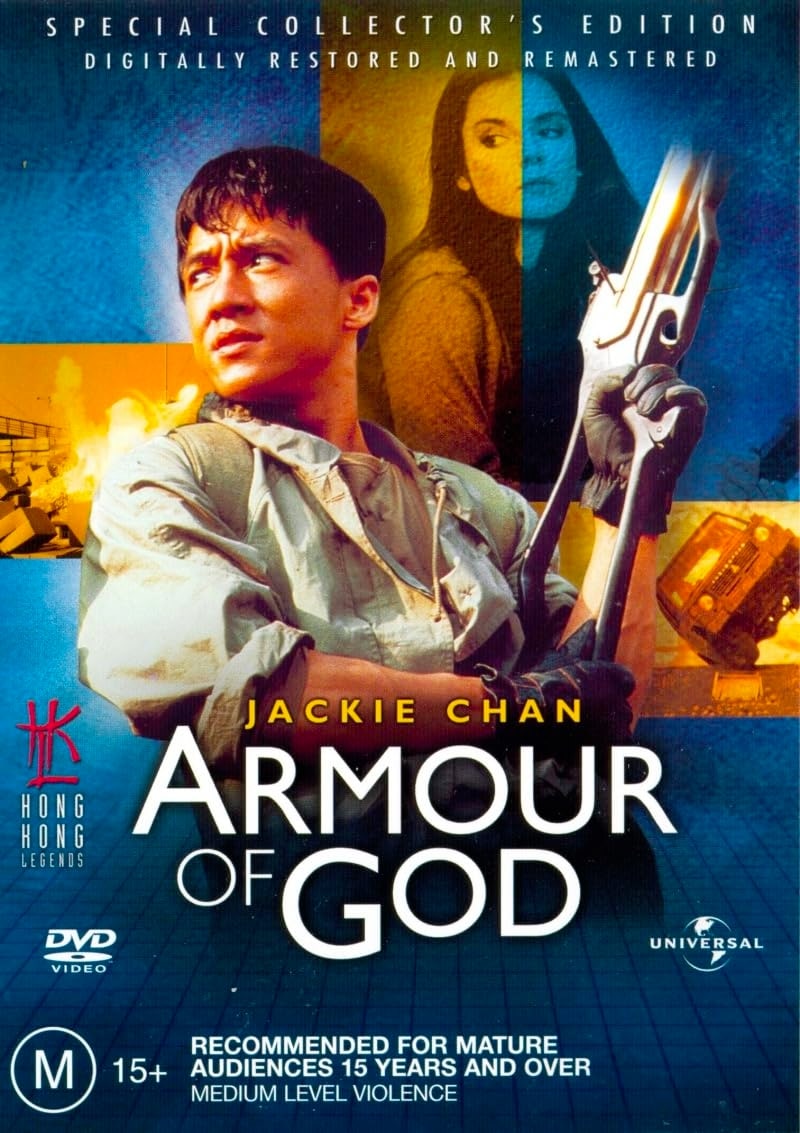 SPECIAL COLLECTOR'S EDITION
DIGITALLY RESTORED AND REMASTERED
JACKIE CHAN
ARMOUR
OF GOD
HKL
HONG
KONG
LEGENDS
DVD
VIDEO
UNIVERSAL
M 15+
RECOMMENDED FOR MATURE
AUDIENCES 15 YEARS AND OVER
MEDIUM LEVEL VIOLENCE